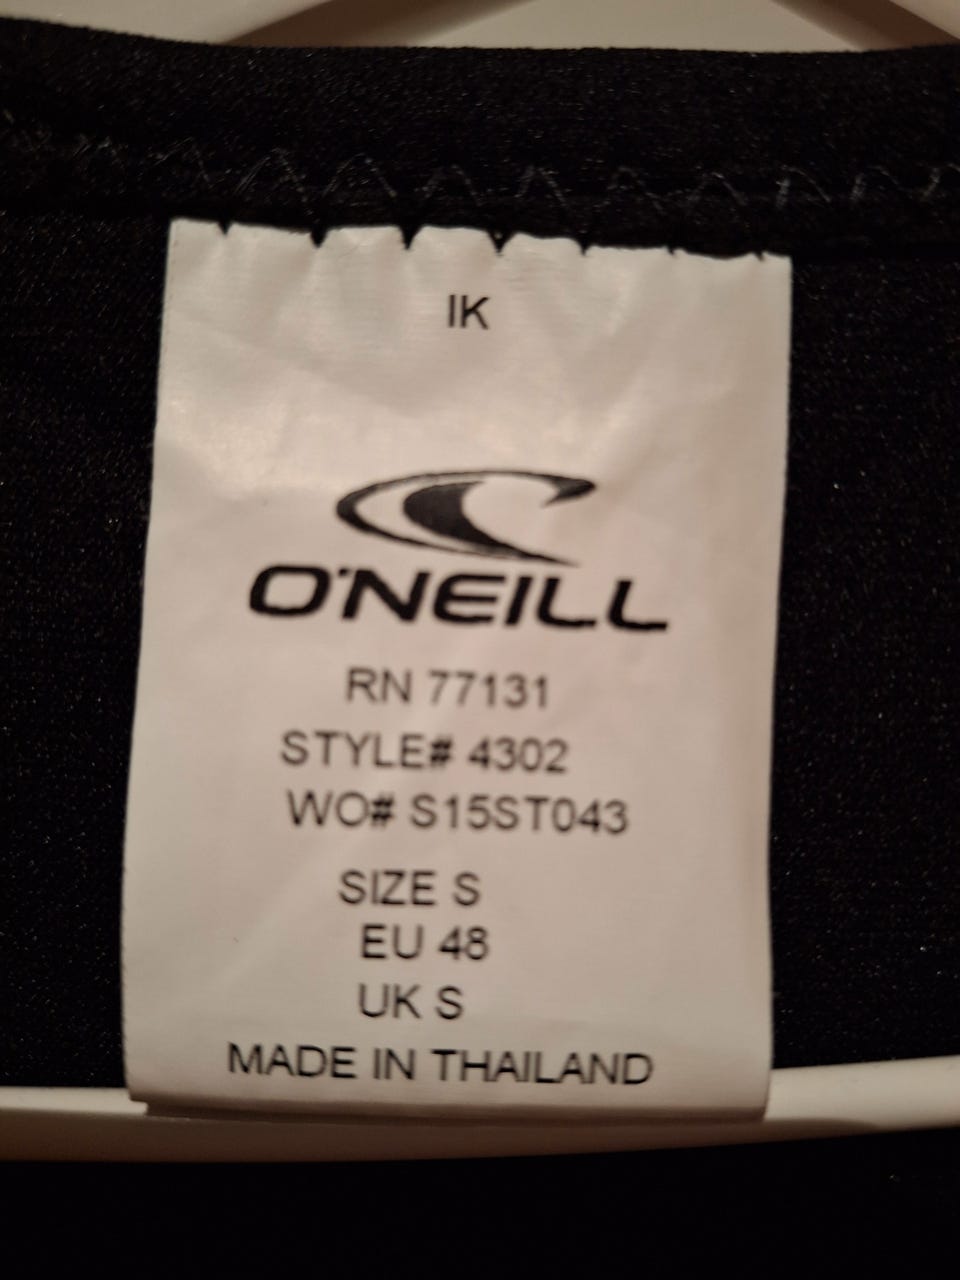 IK
O'NEILL
RN 77131
STYLE# 4302
WO# S15ST043
SIZE S
EU 48
UK S
MADE IN THAILAND